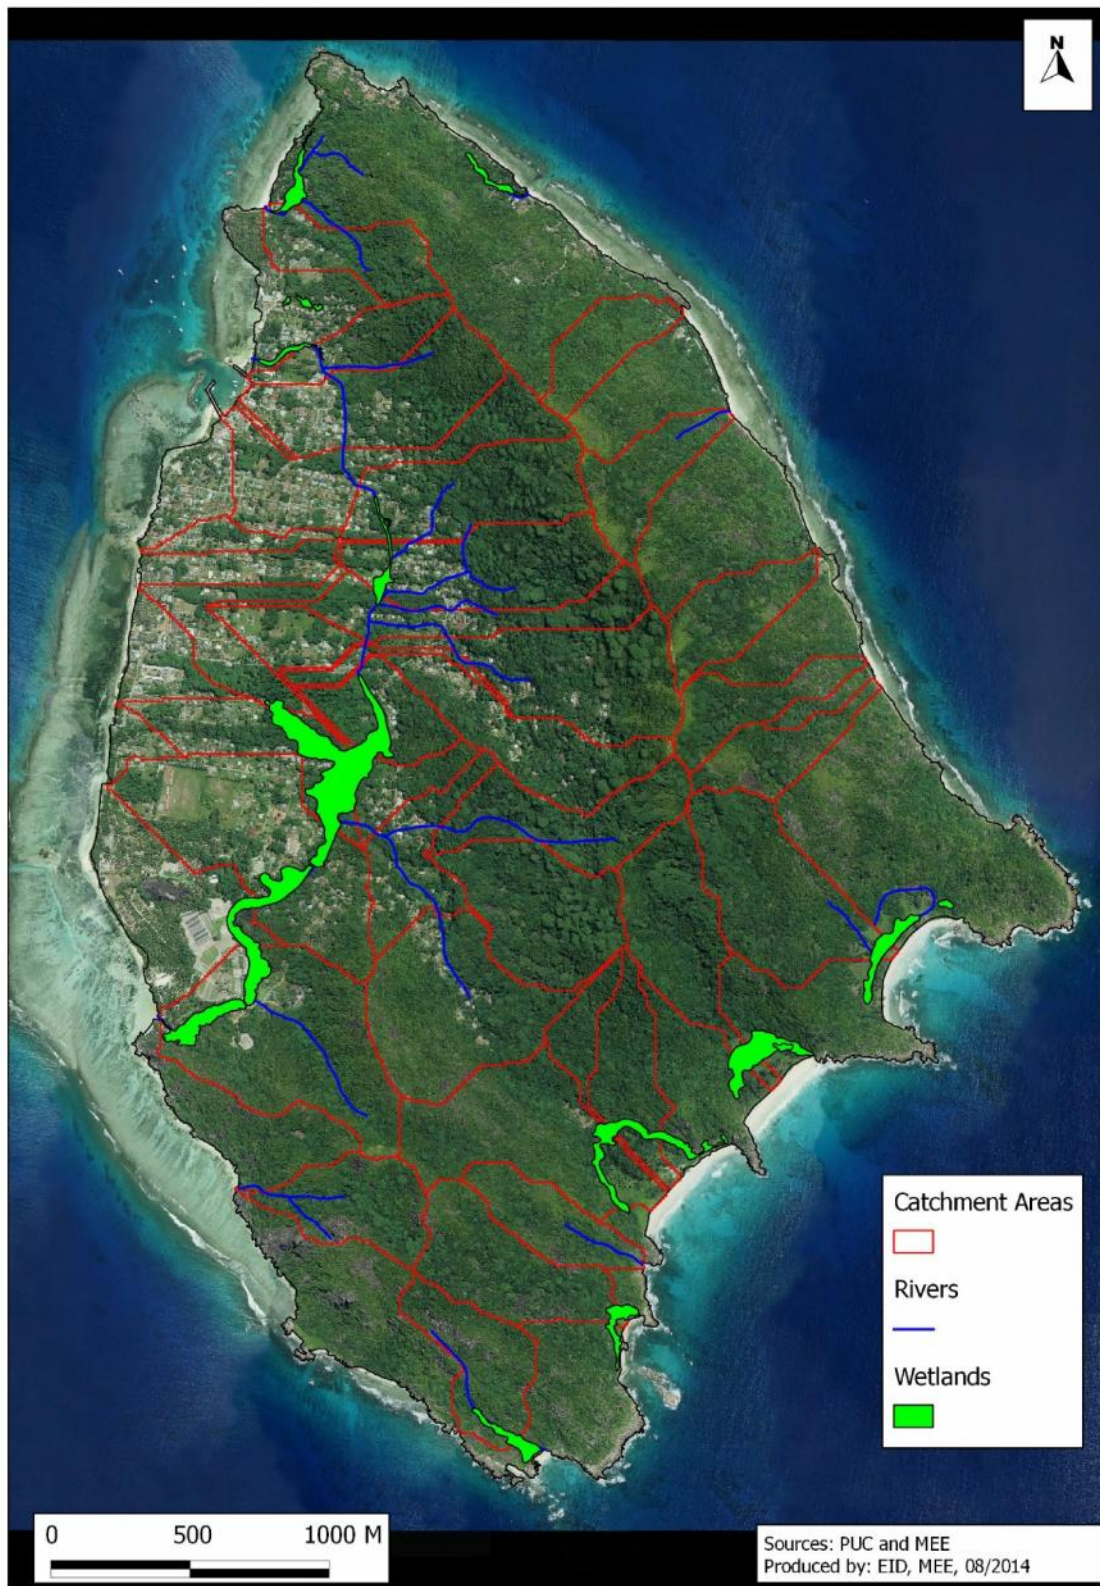 N
Catchment Areas
Rivers
Wetlands
0 500 1000 M
Sources: PUC and MEE
Produced by: EID, MEE, 08/2014